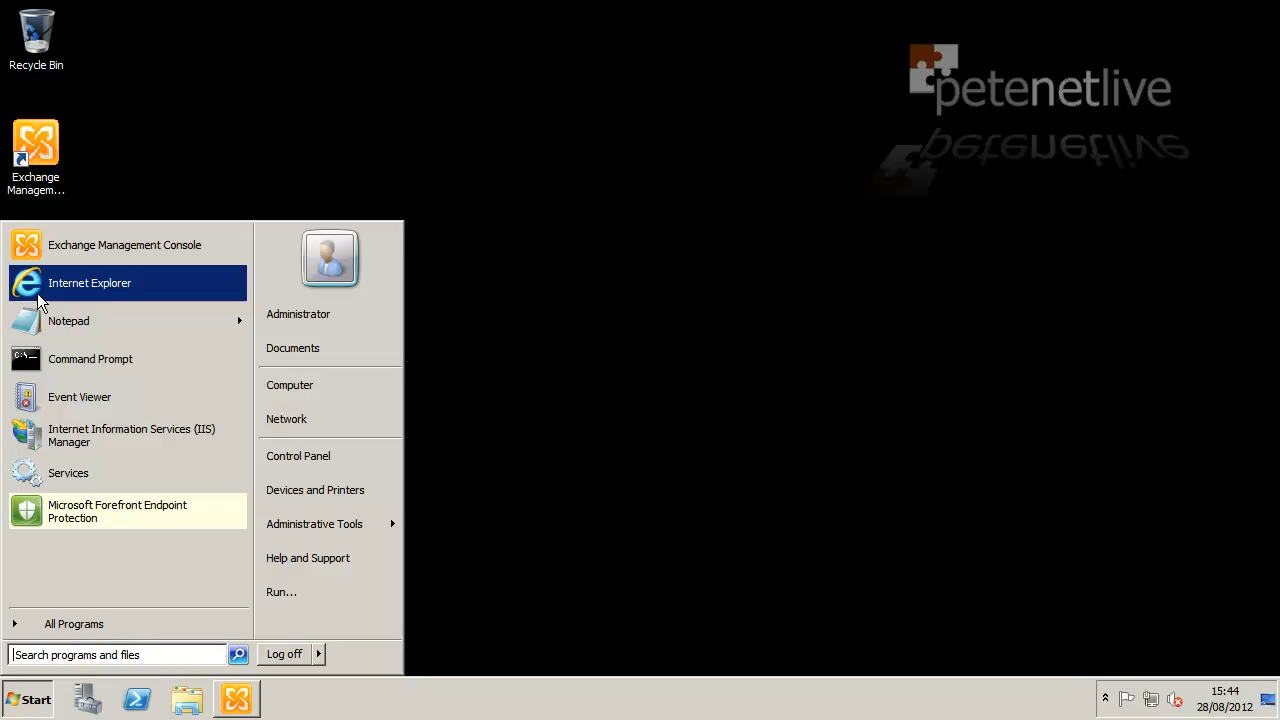 Recycle Bin
petenetlive
Exchange
Managem...
Exchange Management Console
Internet Explorer
Notepad
Command Prompt
Event Viewer
Internet Information Services (IIS)
Manager
Services
Microsoft Forefront Endpoint
Protection
All Programs
Search programs and files
Administrator
Documents
Computer
Network
Control Panel
Devices and Printers
Administrative Tools
Help and Support
Run...
Log off
Start
15:44
28/08/2012